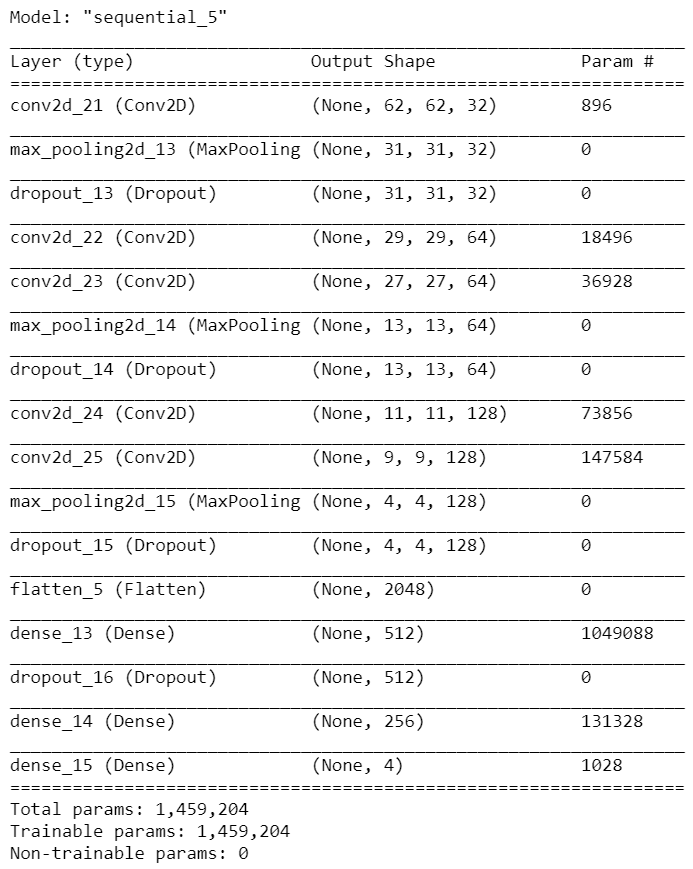 Model: "sequential_5"
_________________________________________________________________
Layer (type)                 Output Shape              Param #
=================================================================
conv2d_21 (Conv2D)           (None, 62, 62, 32)        896
_________________________________________________________________
max_pooling2d_13 (MaxPooling (None, 31, 31, 32)        0
_________________________________________________________________
dropout_13 (Dropout)         (None, 31, 31, 32)        0
_________________________________________________________________
conv2d_22 (Conv2D)           (None, 29, 29, 64)        18496
_________________________________________________________________
conv2d_23 (Conv2D)           (None, 27, 27, 64)        36928
_________________________________________________________________
max_pooling2d_14 (MaxPooling (None, 13, 13, 64)        0
_________________________________________________________________
dropout_14 (Dropout)         (None, 13, 13, 64)        0
_________________________________________________________________
conv2d_24 (Conv2D)           (None, 11, 11, 128)       73856
_________________________________________________________________
conv2d_25 (Conv2D)           (None, 9, 9, 128)         147584
_________________________________________________________________
max_pooling2d_15 (MaxPooling (None, 4, 4, 128)         0
_________________________________________________________________
dropout_15 (Dropout)         (None, 4, 4, 128)         0
_________________________________________________________________
flatten_5 (Flatten)          (None, 2048)              0
_________________________________________________________________
dense_13 (Dense)             (None, 512)               1049088
_________________________________________________________________
dropout_16 (Dropout)         (None, 512)               0
_________________________________________________________________
dense_14 (Dense)             (None, 256)               131328
_________________________________________________________________
dense_15 (Dense)             (None, 4)                 1028
=================================================================
Total params: 1,459,204
Trainable params: 1,459,204
Non-trainable params: 0